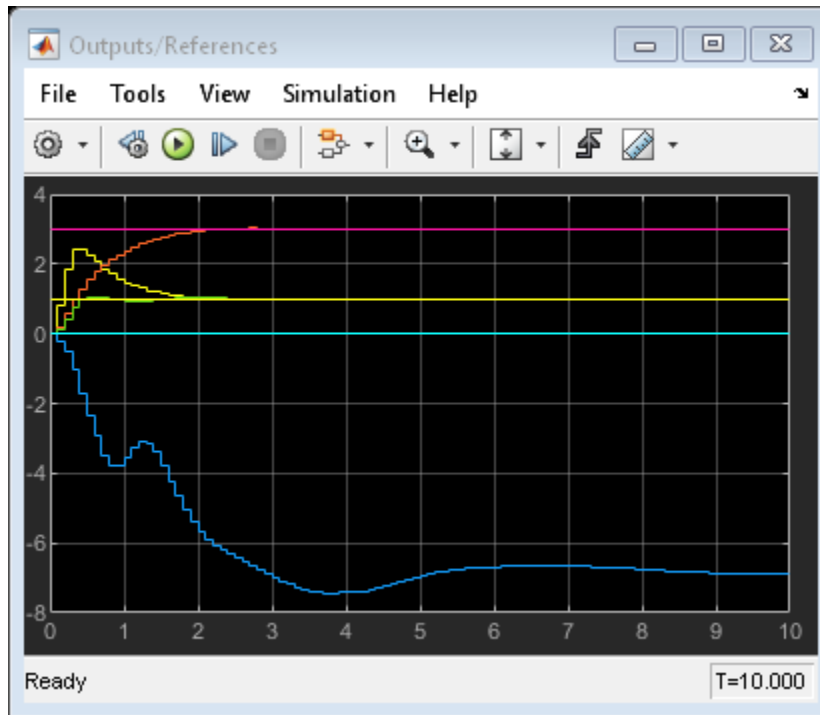 Outputs/References
File Tools View Simulation Help
4
2
0
-2
-4
-6
-8
0 1 2 3 4 5 6 7 8 9 10
Ready T=10.000